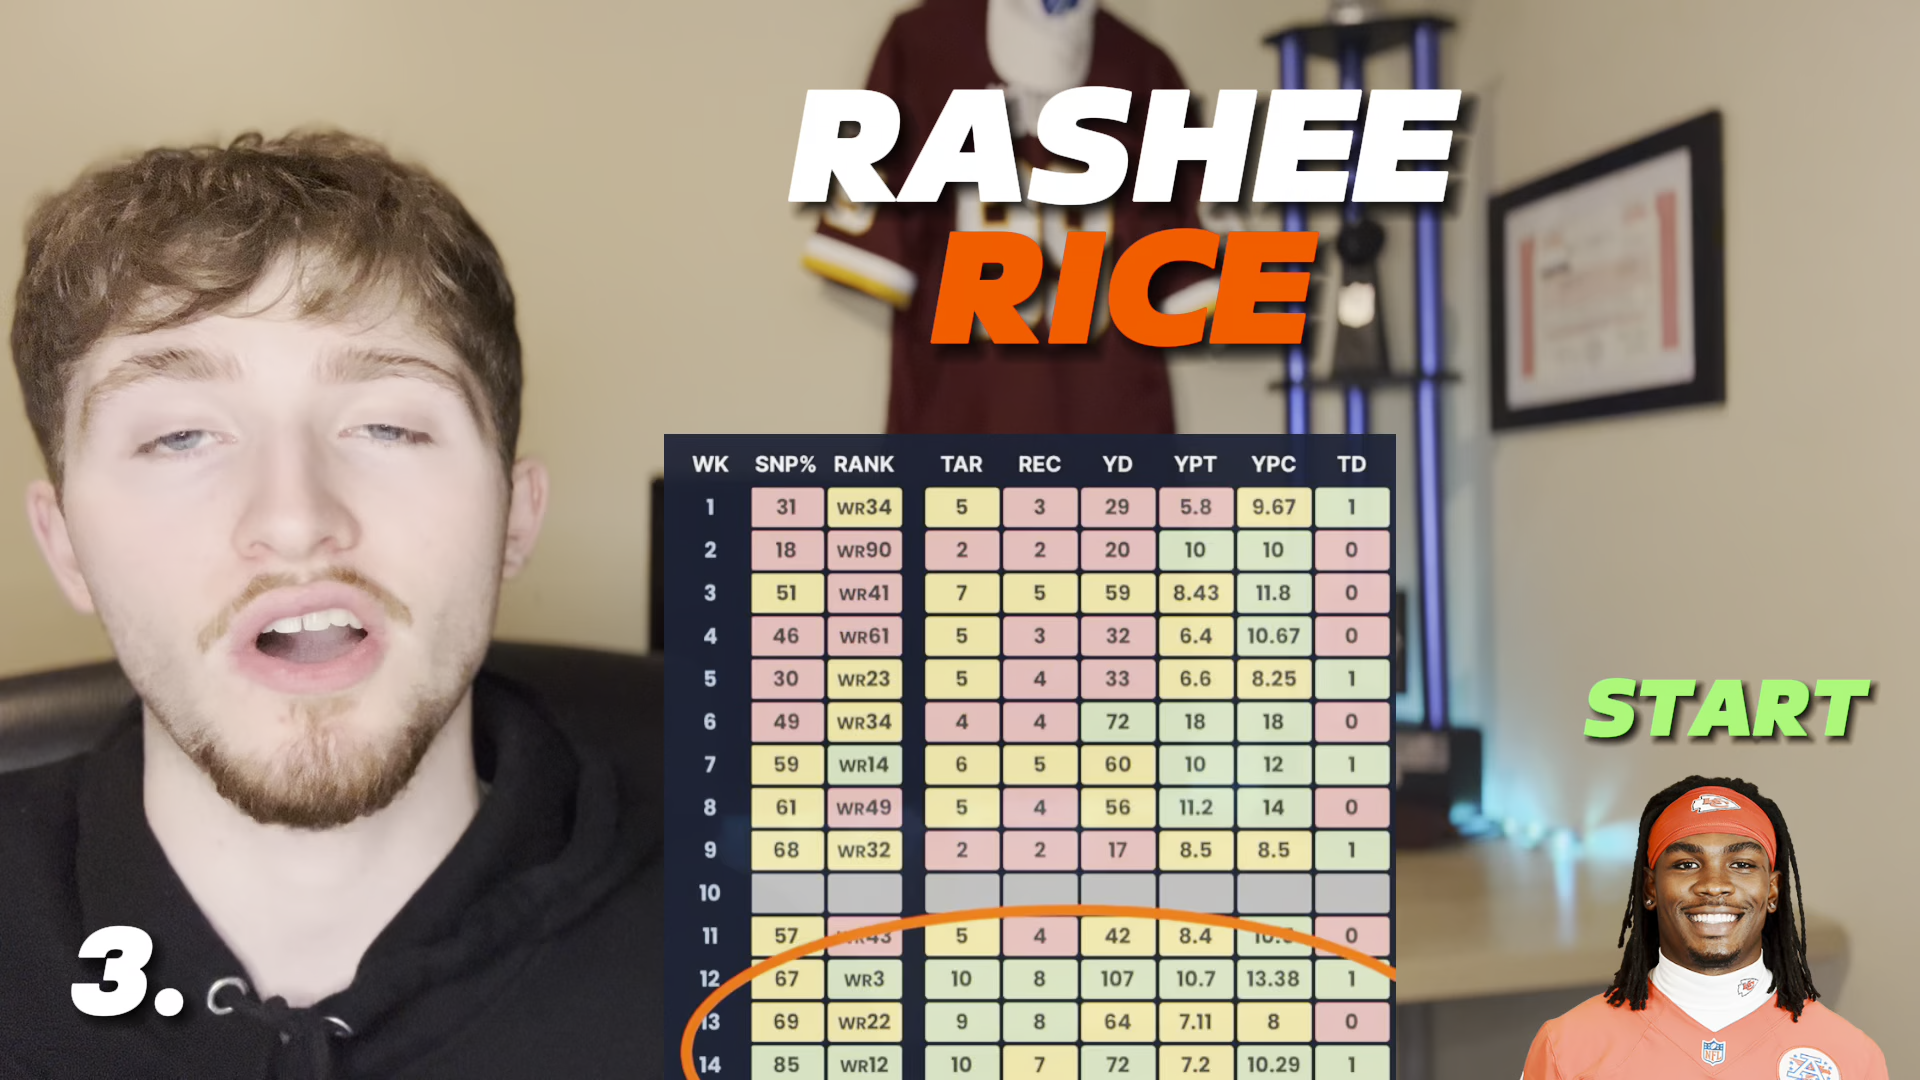 RASHEE
RICE
WK SNP% RANK TAR REC YD YPT YPC TD
1 31 WR34 5 3 29 5.8 9.67 1
2 18 WR90 2 2 20 10 10 0
3 51 WR41 7 5 59 8.43 11.8 0
4 46 WR61 5 3 32 6.4 10.67 0
5 30 WR23 5 4 33 6.6 8.25 1
6 49 WR34 4 4 72 18 18 0
7 59 WR14 6 5 60 10 12 1
8 61 WR49 5 4 56 11.2 14 0
9 68 WR32 2 2 17 8.5 8.5 1
10
11 57 WR43 5 4 42 8.4 0
12 67 WR3 10 8 107 10.7 13.38 1
13 69 WR22 9 8 64 7.11 8 0
14 85 WR12 10 7 72 7.2 10.29 1
START
3.
NFL